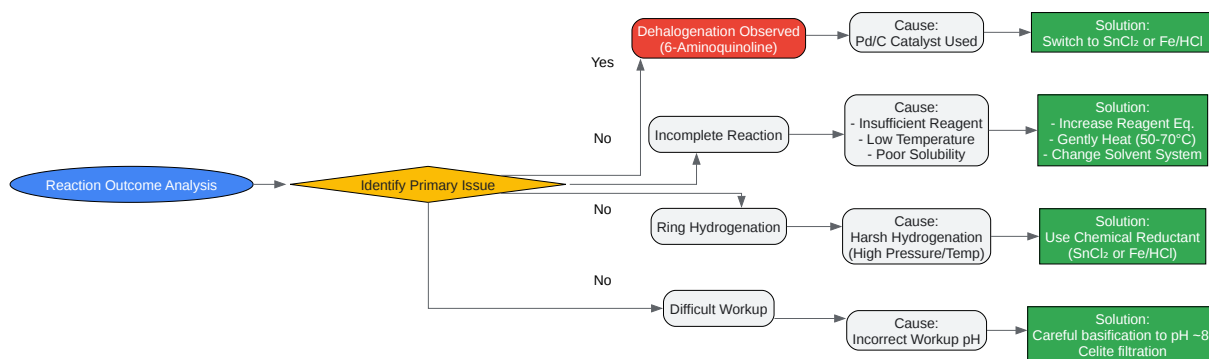 Reaction Outcome Analysis
Identify Primary Issue
Yes
Dehalogenation Observed
(6-Aminoquinoline)
Cause:
Pd/C Catalyst Used
Solution:
Switch to SnCl₂ or Fe/HCl
No
Incomplete Reaction
Cause:
- Insufficient Reagent
- Low Temperature
- Poor Solubility
Solution:
- Increase Reagent Eq.
- Gently Heat (50-70°C)
- Change Solvent System
No
Ring Hydrogenation
Cause:
Harsh Hydrogenation
(High Pressure/Temp)
Solution:
Use Chemical Reductant
(SnCl₂ or Fe/HCl)
No
Difficult Workup
Cause:
Incorrect Workup pH
Solution:
Careful basification to pH ~8
Celite filtration